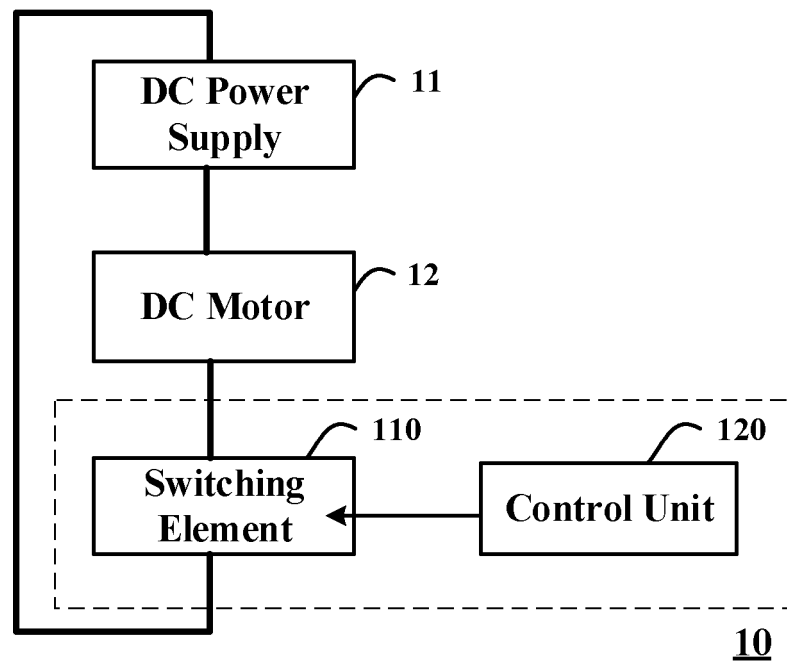 DC Power
Supply
11
DC Motor
12
110
120
Switching
Element
Control Unit
10